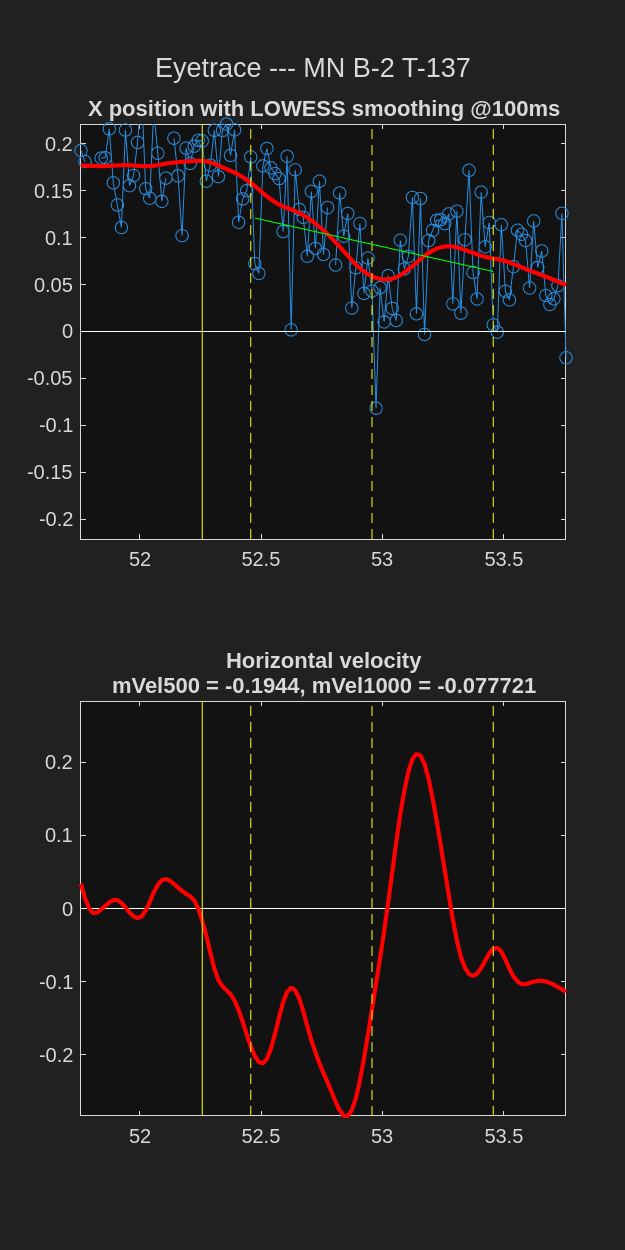 Eyetrace --- MN B-2 T-137
X position with LOWESS smoothing @100ms
0.2
0.15
0.1
0.05
0
-0.05
-0.1
-0.15
-0.2
52 52.5 53 53.5
Horizontal velocity
mVel500 = -0.1944, mVel1000 = -0.077721
0.2
0.1
0
-0.1
-0.2
52 52.5 53 53.5